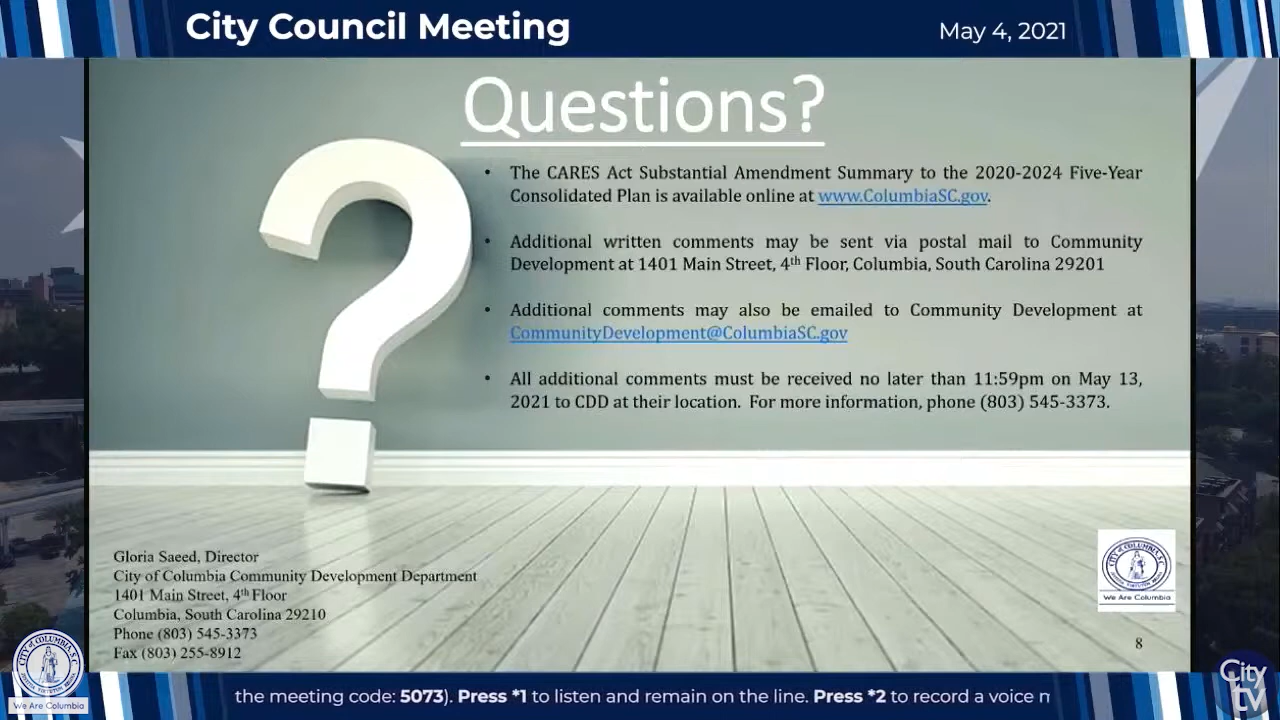 City Council Meeting
May 4, 2021
Questions?
• The CARES Act Substantial Amendment Summary to the 2020-2024 Five-Year
Consolidated Plan is available online at www.ColumbiaSC.gov.
• Additional written comments may be sent via postal mail to Community
Development at 1401 Main Street, 4th Floor, Columbia, South Carolina 29201
• Additional comments may also be emailed to Community Development at
CommunityDevelopment@ColumbiaSC.gov
• All additional comments must be received no later than 11:59pm on May 13,
2021 to CDD at their location. For more information, phone (803) 545-3373.
Gloria Saeed, Director
City of Columbia Community Development Department
1401 Main Street, 4th Floor
Columbia, South Carolina 29210
Phone (803) 545-3373
Fax (803) 255-8912
We Are Columbia
8
We Are Columbia
the meeting code: 5073). Press *1 to listen and remain on the line. Press *2 to record a voice m
City
tv